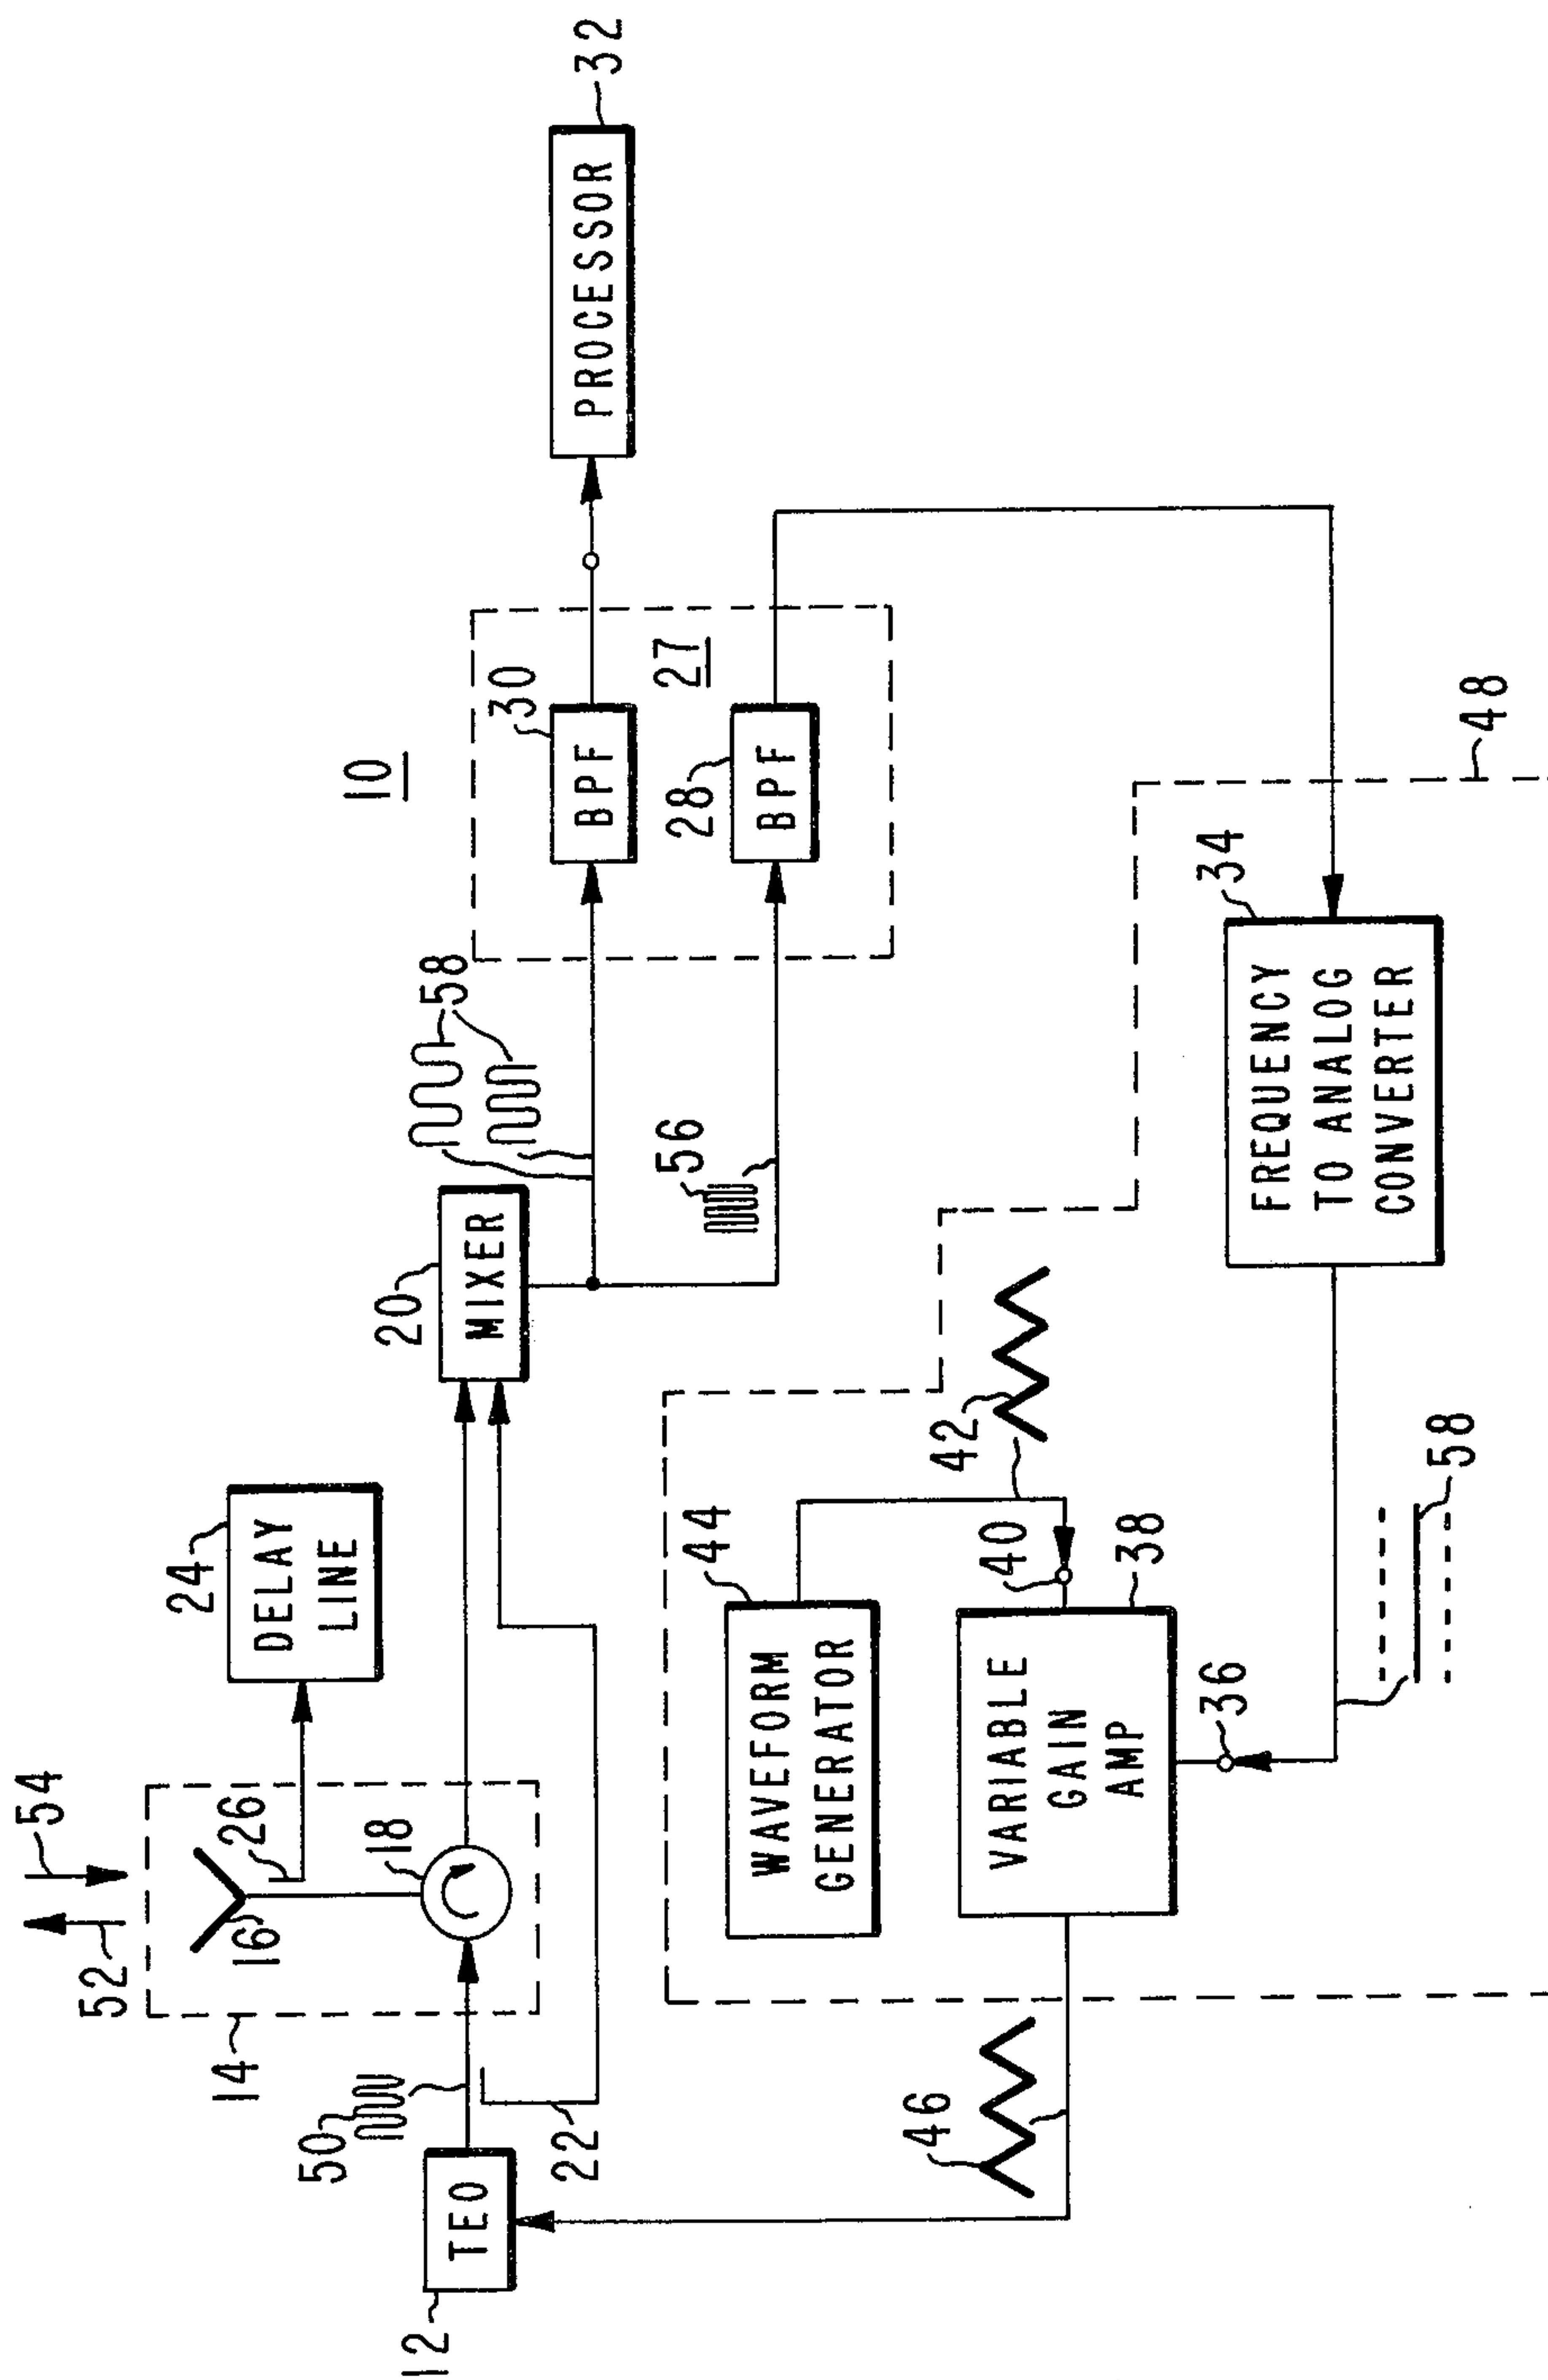 10
54
52
14
16
26
18
24
DELAY
LINE
50
22
12
TEO
20
MIXER
58
56
30
BPF
27
28
BPF
32
PROCESSOR
44
WAVEFORM
GENERATOR
42
40
38
VARIABLE
GAIN
AMP
36
46
58
34
FREQUENCY
TO ANALOG
CONVERTER
48